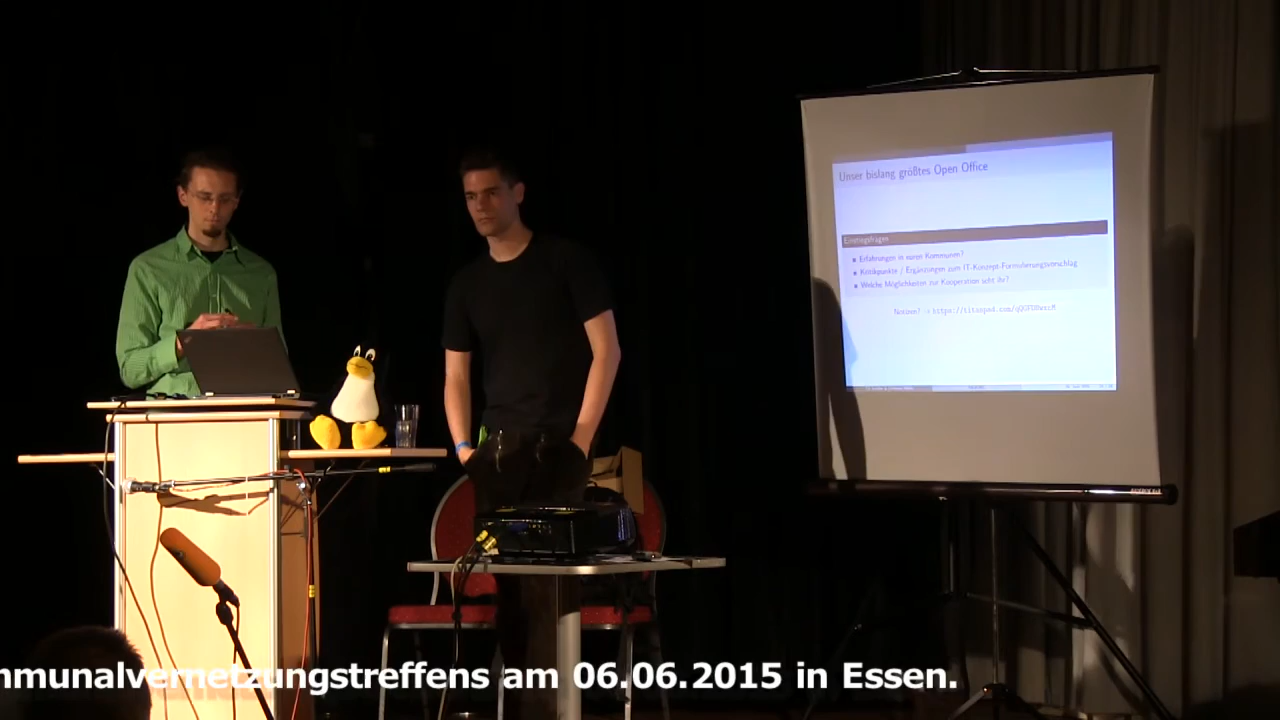 Unser bislang größtes Open Office
Einstiegsfragen
Erfahrungen in euren Kommunen?
Kritikpunkte / Ergänzungen zum IT-Konzept-Formulierungsvorschlag
Welche Möglichkeiten zur Kooperation seht ihr?
Notizen? →
mmunalvernetzungstreffens am 06.06.2015 in Essen.